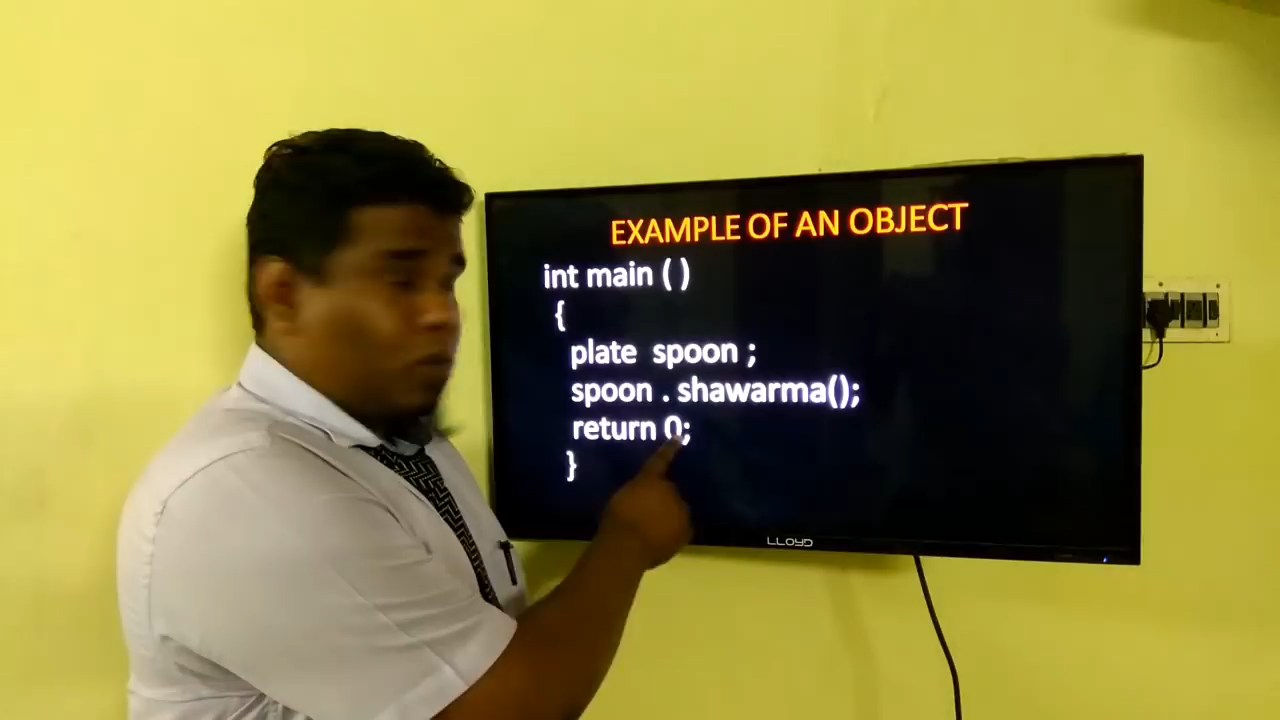 EXAMPLE OF AN OBJECT
int main ( )
{
plate spoon ;
spoon . shawarma();
return 0;
}
LLOYD